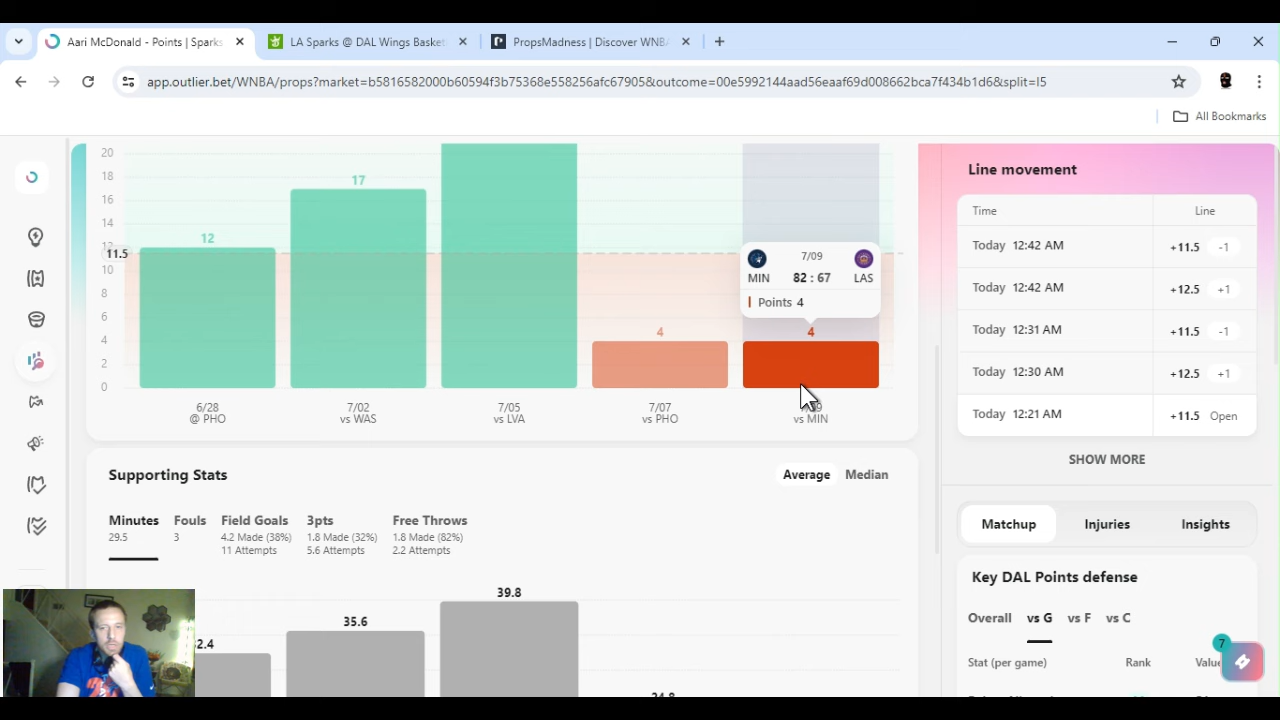 Aari McDonald - Points | Sparks
LA Sparks @ DAL Wings Basket
PropsMadness | Discover WNB
app.outlier.bet/WNBA/props?market=b5816582000b60594f3b75368e558256afc67905&outcome=00e5992144aad56eaaf69d008662bca7f434b1d6&split=l5
All Bookmarks
20
18
16
14
12
11.5
10
8
6
4
2
0
12
17
4
4
7/09
MIN 82 : 67 LAS
Points 4
6/28
@ PHO
7/02
vs WAS
7/05
vs LVA
7/07
vs PHO
vs MIN
Supporting Stats
Average Median
Minutes
29.5
Fouls
3
Field Goals
4.2 Made (38%)
11 Attempts
3pts
1.8 Made (32%)
5.6 Attempts
Free Throws
1.8 Made (82%)
2.2 Attempts
2.4
35.6
39.8
Line movement
Time Line
Today 12:42 AM +11.5 -1
Today 12:42 AM +12.5 +1
Today 12:31 AM +11.5 -1
Today 12:30 AM +12.5 +1
Today 12:21 AM +11.5 Open
SHOW MORE
Matchup Injuries Insights
Key DAL Points defense
Overall vs G vs F vs C
Stat (per game) Rank Value
7